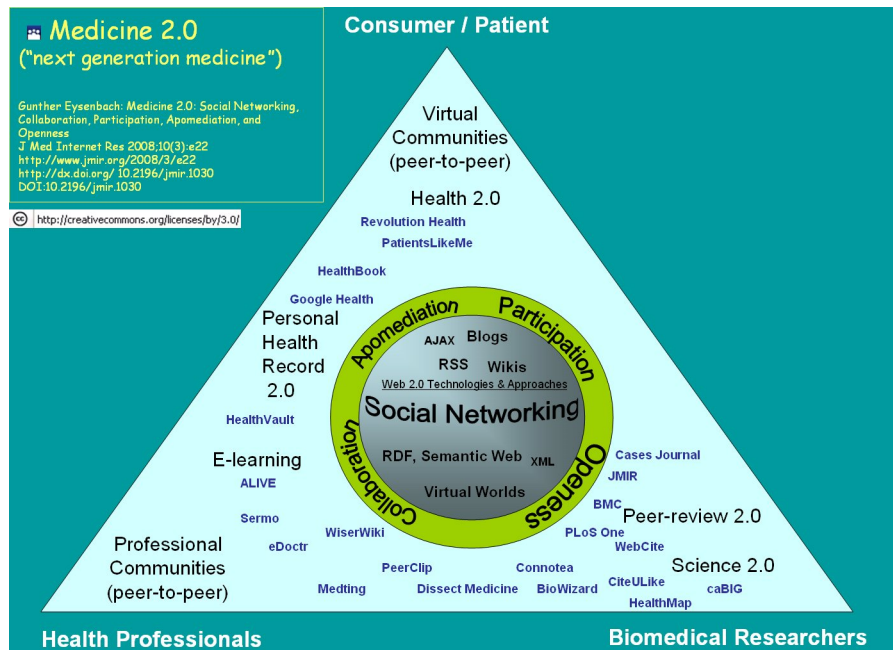 Medicine 2.0
("next generation medicine")
Gunther Eysenbach: Medicine 2.0: Social Networking,
Collaboration, Participation, Apomediation, and
Openness
J Med Internet Res 2008;10(3):e22
http://www.jmir.org/2008/3/e22
http://dx.doi.org/ 10.2196/jmir.1030
DOI:10.2196/jmir.1030
cc http://creativecommons.org/licenses/by/3.0/
Consumer / Patient
Virtual
Communities
(peer-to-peer)
Health 2.0
Revolution Health
PatientsLikeMe
HealthBook
Google Health
Personal
Health
Record
2.0
HealthVault
E-learning
ALIVE
Sermo
eDoctr
WiserWiki
Professional
Communities
(peer-to-peer)
PeerClip
Medting
Dissect Medicine
Connotea
BioWizard
Apomediation
Participation
Collaboration
Openess
AJAX
Blogs
RSS
Wikis
Web 2.0 Technologies & Approaches
Social Networking
RDF, Semantic Web
XML
Virtual Worlds
Cases Journal
JMIR
BMC
Peer-review 2.0
PLoS One
WebCite
Science 2.0
CiteULike
caBIG
HealthMap
Health Professionals
Biomedical Researchers